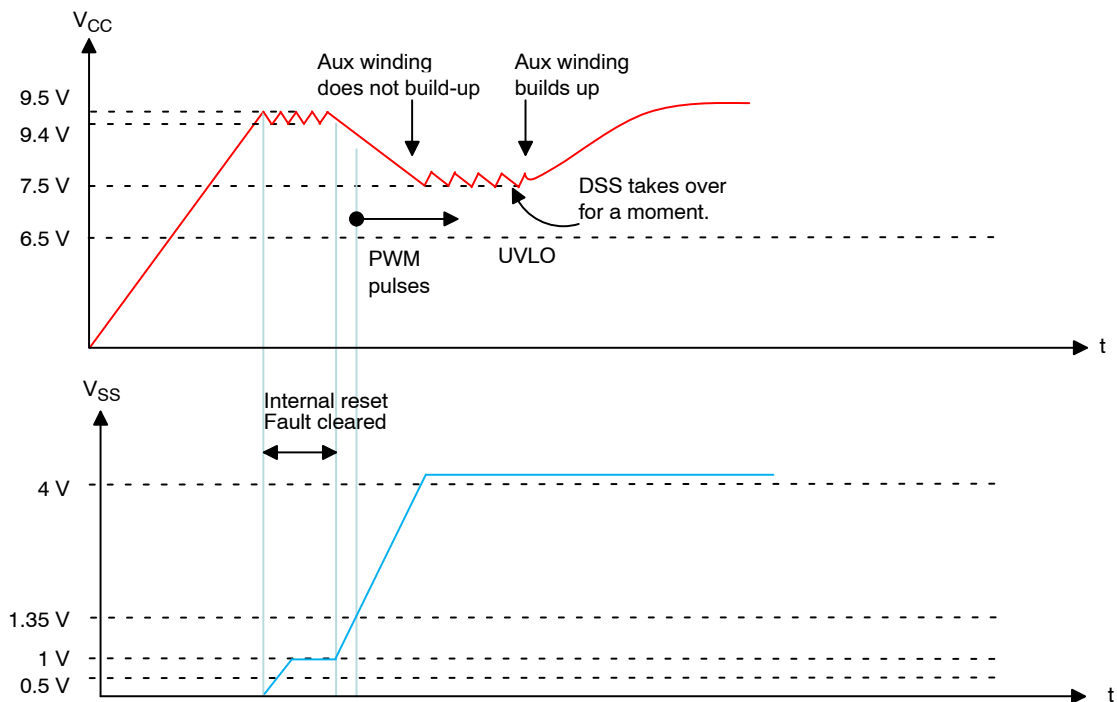 VCC
Aux winding
does not build-up
Aux winding
builds up
9.5 V
9.4 V
7.5 V
DSS takes over
for a moment.
6.5 V
PWM
pulses
UVLO
t
VSS
Internal reset
Fault cleared
4 V
1.35 V
1 V
0.5 V
t